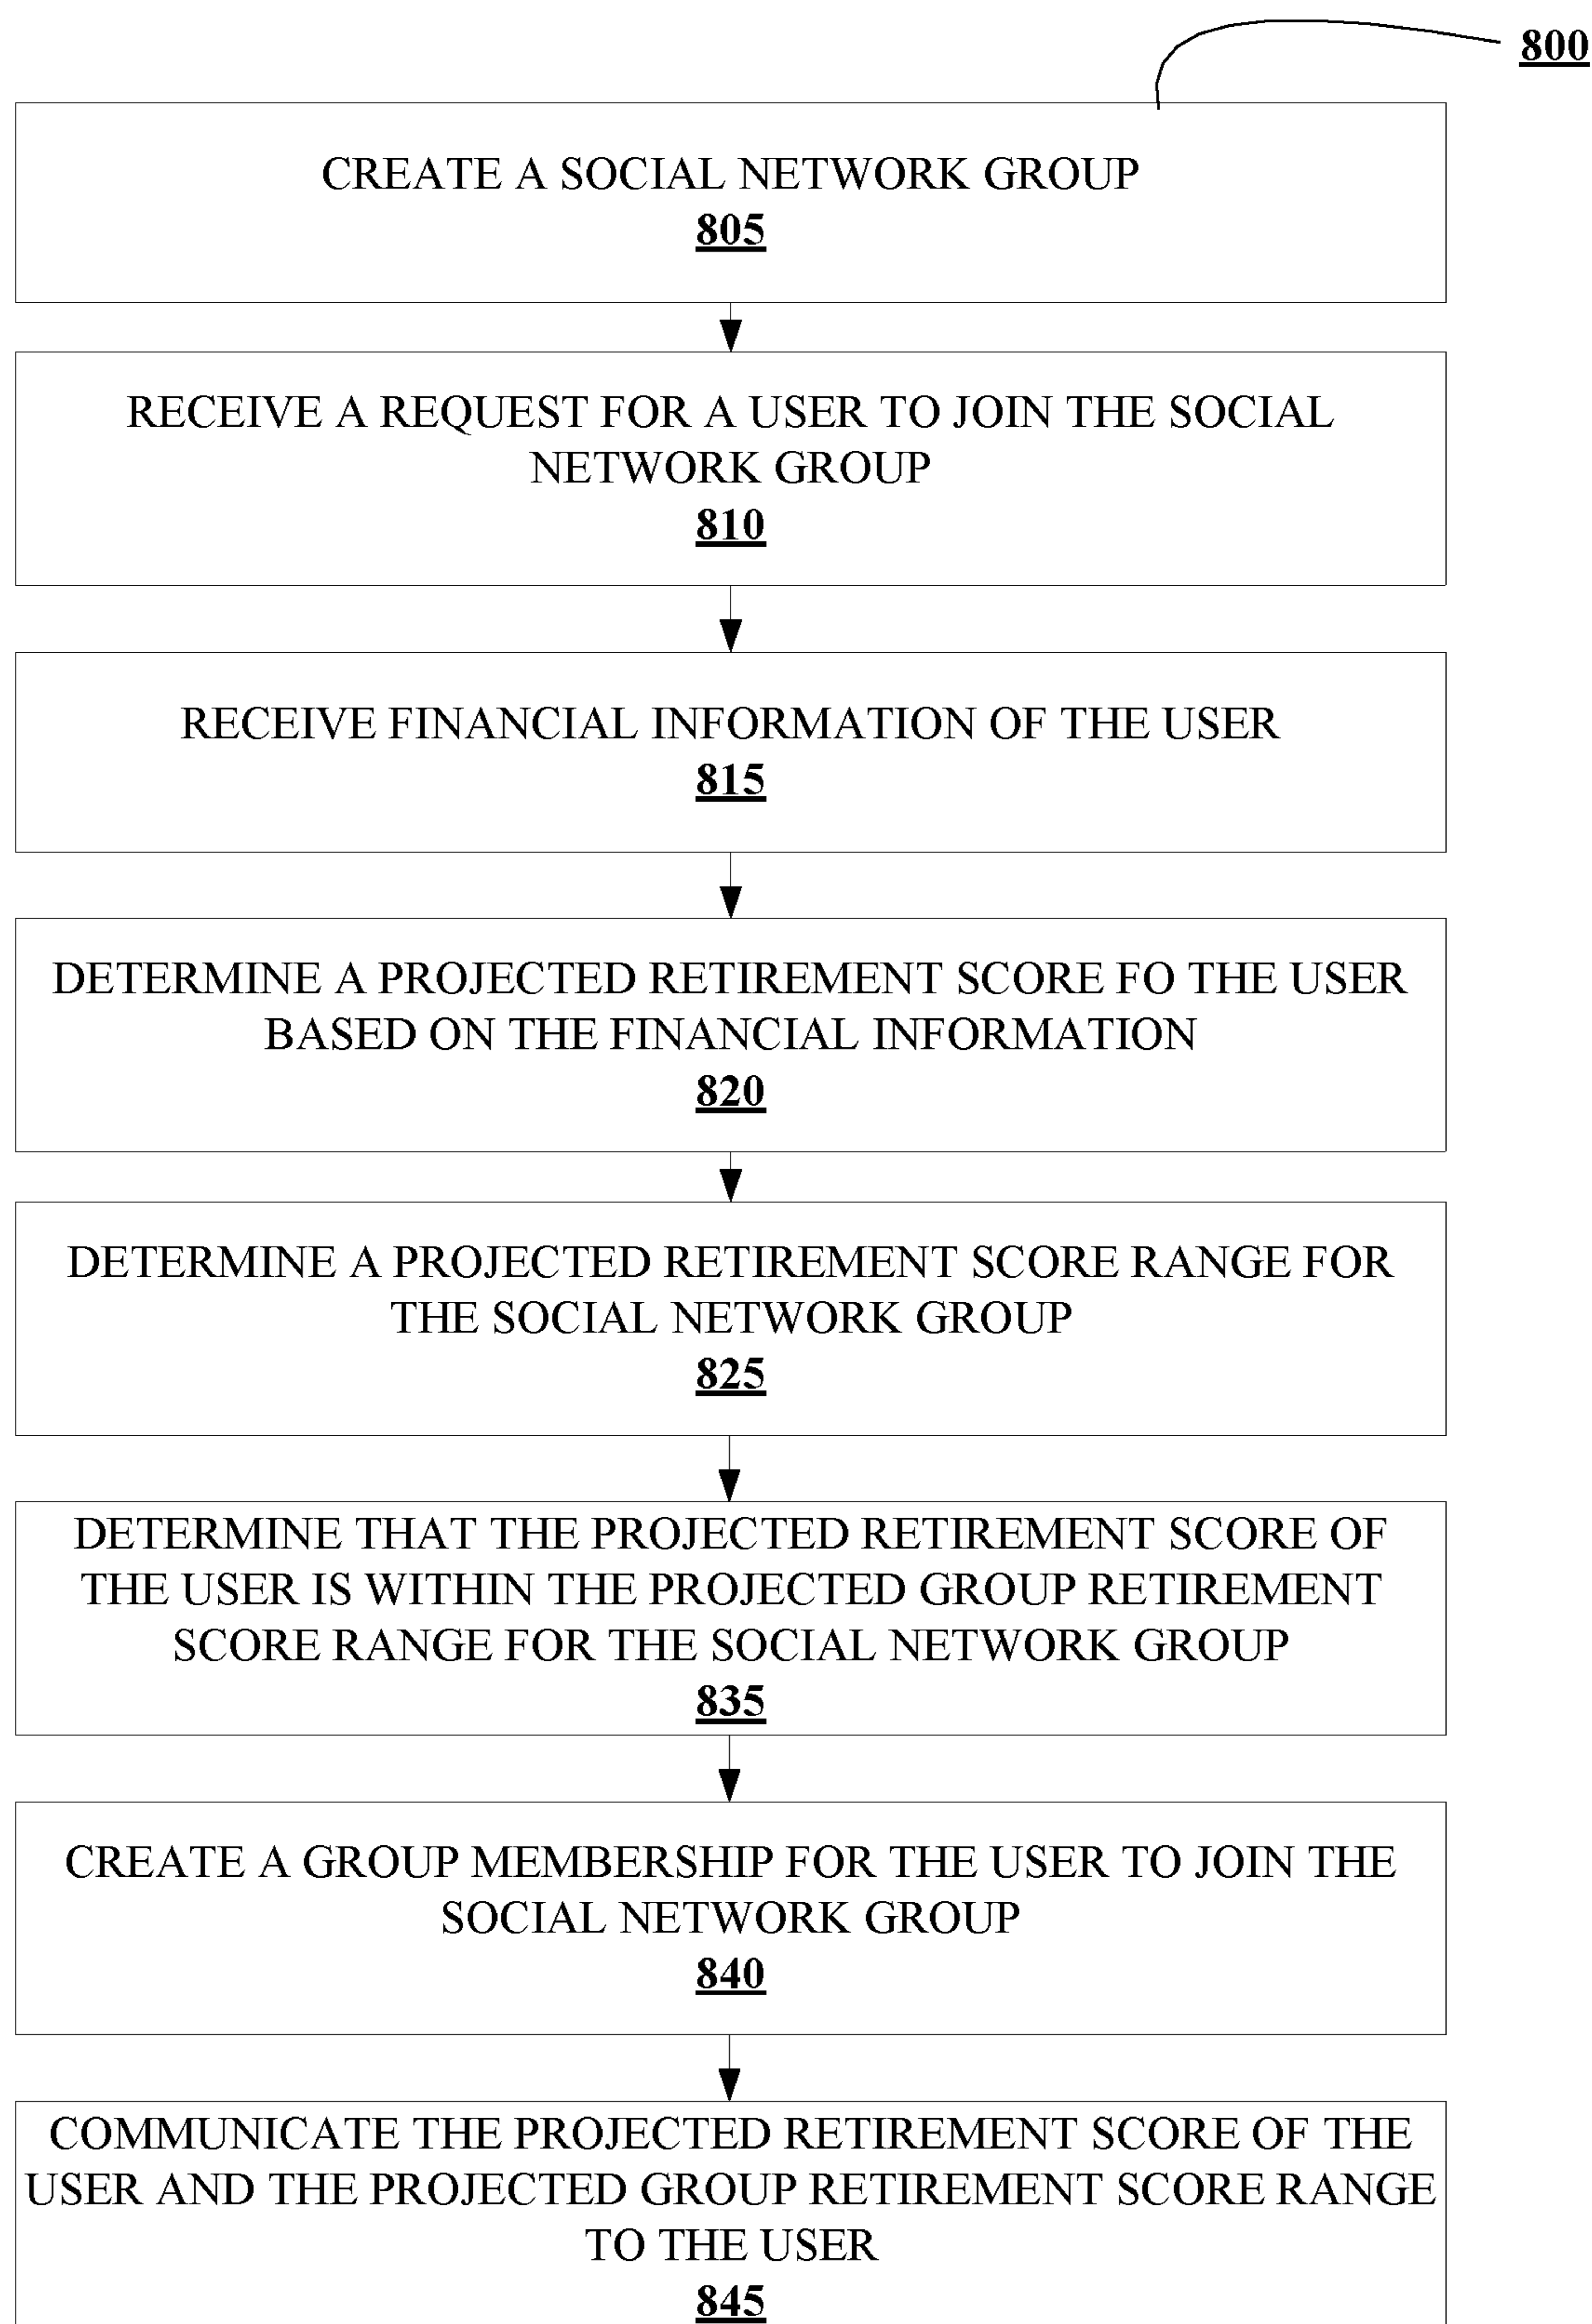 800
CREATE A SOCIAL NETWORK GROUP
805
RECEIVE A REQUEST FOR A USER TO JOIN THE SOCIAL
NETWORK GROUP
810
RECEIVE FINANCIAL INFORMATION OF THE USER
815
DETERMINE A PROJECTED RETIREMENT SCORE FO THE USER
BASED ON THE FINANCIAL INFORMATION
820
DETERMINE A PROJECTED RETIREMENT SCORE RANGE FOR
THE SOCIAL NETWORK GROUP
825
DETERMINE THAT THE PROJECTED RETIREMENT SCORE OF
THE USER IS WITHIN THE PROJECTED GROUP RETIREMENT
SCORE RANGE FOR THE SOCIAL NETWORK GROUP
835
CREATE A GROUP MEMBERSHIP FOR THE USER TO JOIN THE
SOCIAL NETWORK GROUP
840
COMMUNICATE THE PROJECTED RETIREMENT SCORE OF THE
USER AND THE PROJECTED GROUP RETIREMENT SCORE RANGE
TO THE USER
845